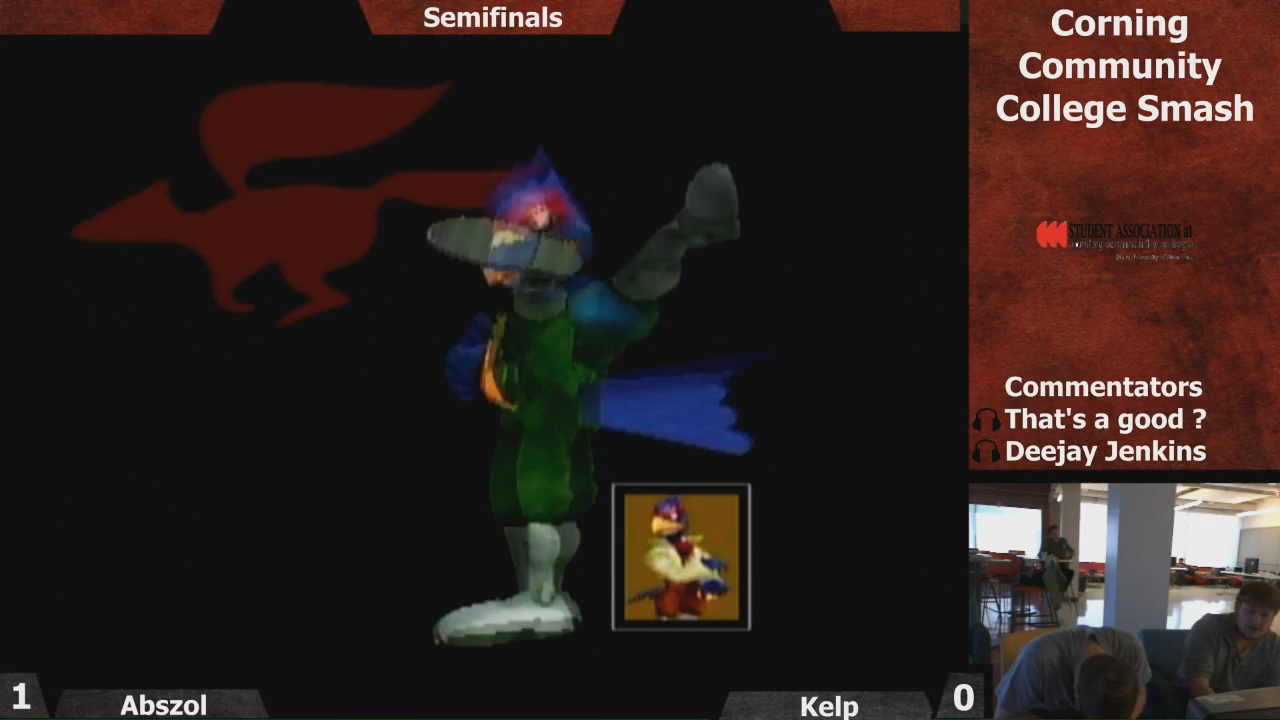 Semifinals
Corning
Community
College Smash
STUDENT ASSOCIATION at
Commentators
That's a good ?
Deejay Jenkins
1
Abszol
Kelp
0